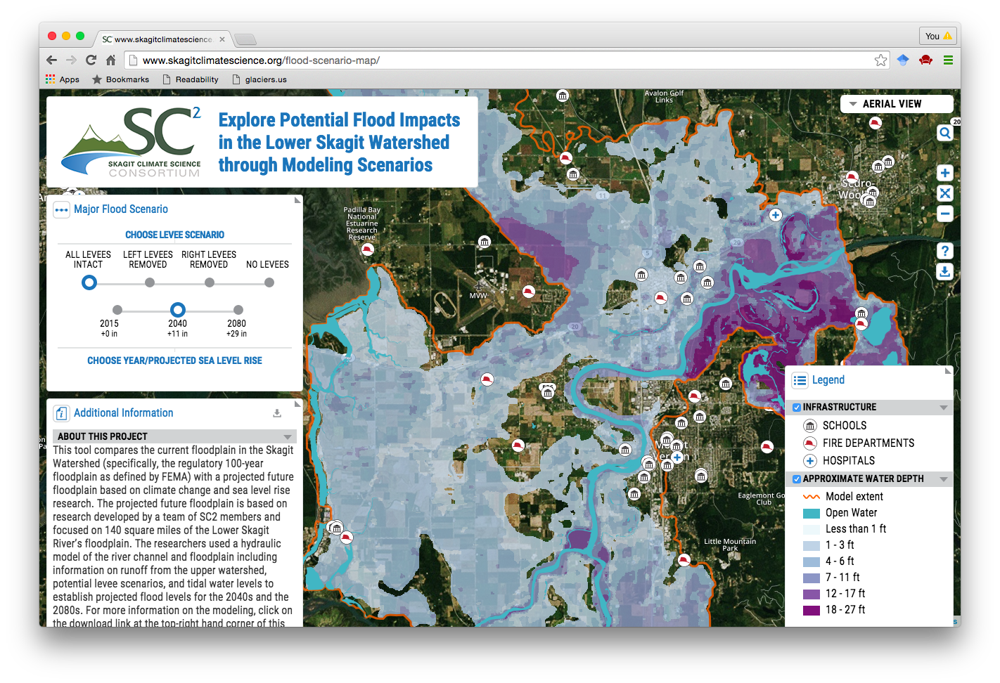 SC www.skagitclimatescience.
You
www.skagitclimatescience.org/flood-scenario-map/
Apps
Bookmarks
Readability
glaciers.us
SC2
SKAGIT CLIMATE SCIENCE
CONSORTIUM
Explore Potential Flood Impacts
in the Lower Skagit Watershed
through Modeling Scenarios
AERIAL VIEW
Avalon Golf
Links
20
Sedro-
Wool
11
Padilla Bay
National
Estuarine
Research
Reserve
5
20
MVW
20
Major Flood Scenario
CHOOSE LEVEE SCENARIO
ALL LEVEES
INTACT
LEFT LEVEES
REMOVED
RIGHT LEVEES
REMOVED
NO LEVEES
2015
+0 in
2040
+11 in
2080
+29 in
CHOOSE YEAR/PROJECTED SEA LEVEL RISE
?
Additional Information
ABOUT THIS PROJECT
This tool compares the current floodplain in the Skagit
Watershed (specifically, the regulatory 100-year
floodplain as defined by FEMA) with a projected future
floodplain based on climate change and sea level rise
research. The projected future floodplain is based on
research developed by a team of SC2 members and
focused on 140 square miles of the Lower Skagit
River's floodplain. The researchers used a hydraulic
model of the river channel and floodplain including
information on runoff from the upper watershed,
potential levee scenarios, and tidal water levels to
establish projected flood levels for the 2040s and the
2080s. For more information on the modeling, click on
the download link at the top-right hand corner of this
Eaglemont Go
Club
Little Mountain
Park
Legend
INFRASTRUCTURE
SCHOOLS
FIRE DEPARTMENTS
HOSPITALS
APPROXIMATE WATER DEPTH
Model extent
Open Water
Less than 1 ft
1 - 3 ft
4 - 6 ft
7 - 11 ft
12 - 17 ft
18 - 27 ft